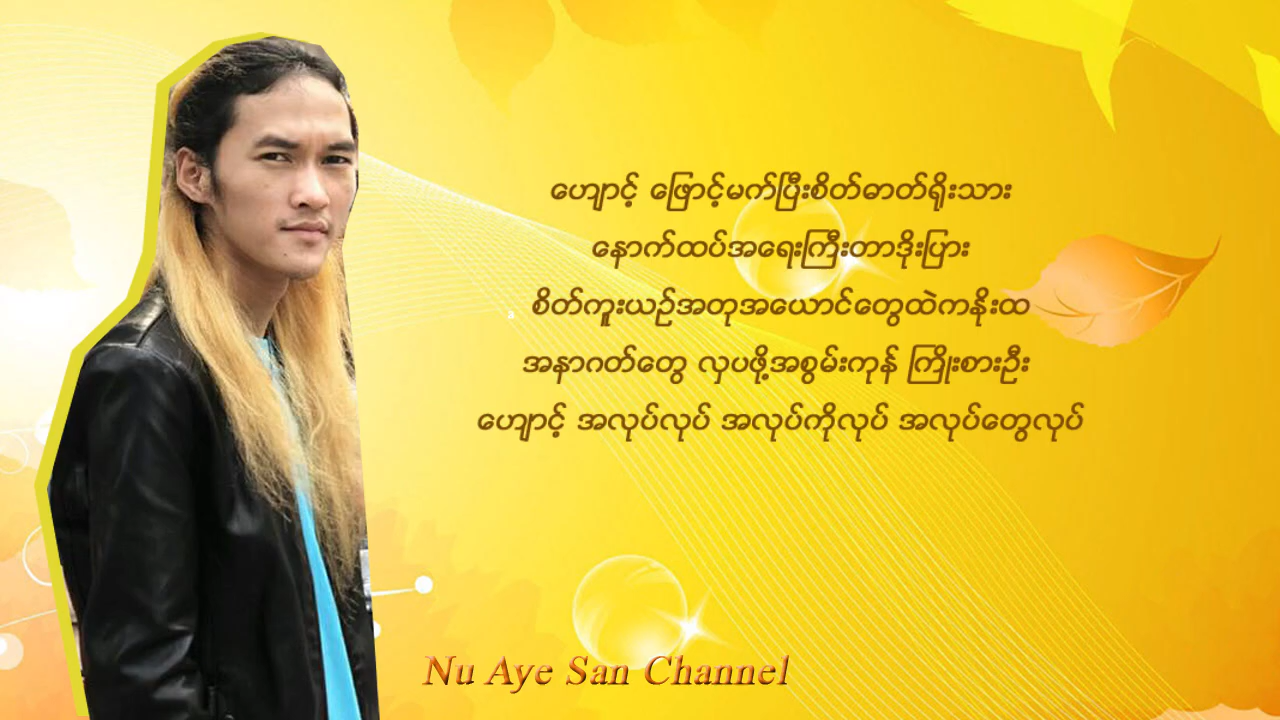 ဟျောင့် ဖြောင့်မက်ပြီးစိတ်ဓာတ်ရိုးသား
နောက်ထပ်အရေးကြီးတာဒိုးပြား
စိတ်ကူးယဉ်အတုအယောင်တွေထဲကနိုးထ
အနာဂတ်တွေ လှပဖို့အစွမ်းကုန် ကြိုးစားဦး
ဟျောင့် အလုပ်လုပ် အလုပ်ကိုလုပ် အလုပ်တွေလုပ်
Nu Aye San Channel